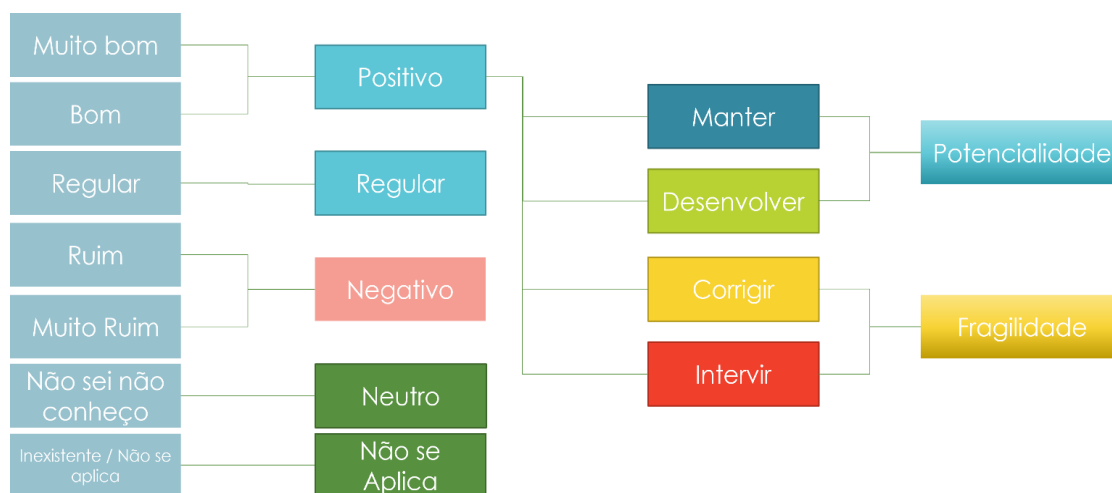 Muito bom
Bom
Regular
Ruim
Muito Ruim
Não sei não
conheço
Inexistente / Não se
aplica
Positivo
Regular
Negativo
Neutro
Não se
Aplica
Manter
Desenvolver
Corrigir
Intervir
Potencialidade
Fragilidade